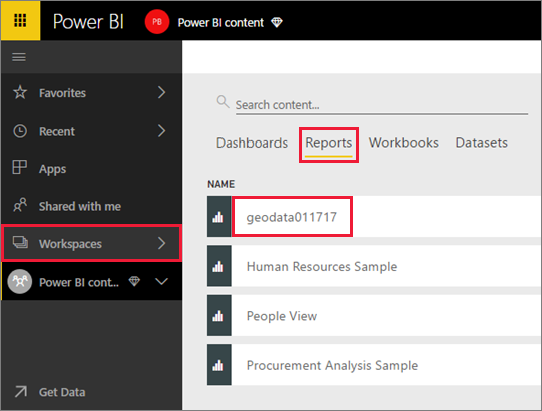 Power BI
PB
Power BI content
Favorites
Recent
Apps
Shared with me
Workspaces
Power BI cont...
Get Data
Search content...
Dashboards Reports Workbooks Datasets
NAME
geodata011717
Human Resources Sample
People View
Procurement Analysis Sample